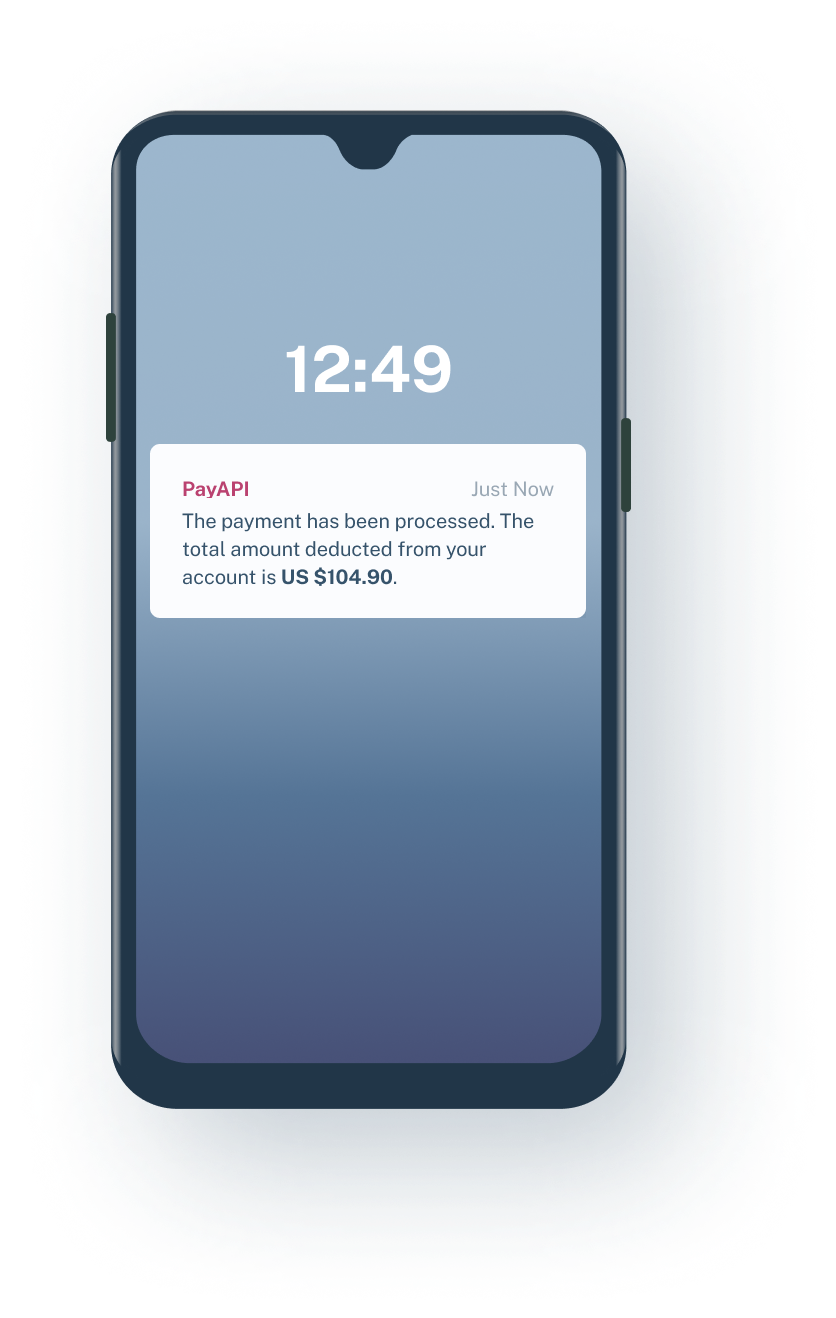 12:49
PayAPI Just Now
The payment has been processed. The
total amount deducted from your
account is US $104.90.